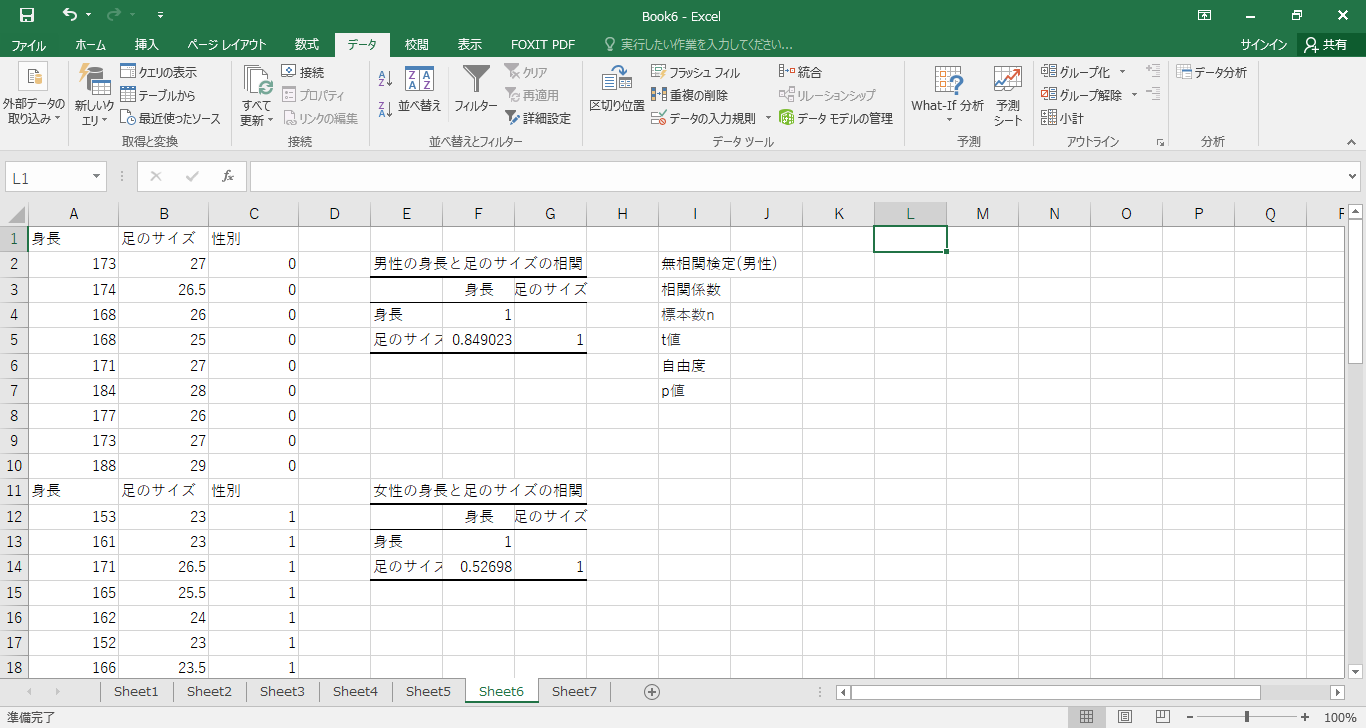 Book6 - Excel
ファイル ホーム 挿入 ページ レイアウト 数式 データ 校閲 表示 FOXIT PDF 実行したい作業を入力してください... サインイン 共有
外部データの取り込み
新しいクエリ
クエリの表示
テーブルから
最近使ったソース
取得と変換
すべて更新
接続
プロパティ
リンクの編集
接続
並べ替え
フィルター
クリア
再適用
詳細設定
並べ替えとフィルター
区切り位置
フラッシュ フィル
重複の削除
データの入力規則
統合
リレーションシップ
データ モデルの管理
データ ツール
What-If 分析
予測シート
予測
グループ化
グループ解除
小計
アウトライン
データ分析
分析
L1 fx
A B C D E F G H I J K L M N O P Q
1 身長 足のサイズ 性別
2 173 27 0 男性の身長と足のサイズの相関 無相関検定(男性)
3 174 26.5 0 身長 足のサイズ 相関係数
4 168 26 0 身長 1 標本数n
5 168 25 0 足のサイズ 0.849023 1 t値
6 171 27 0 自由度
7 184 28 0 p値
8 177 26 0
9 173 27 0
10 188 29 0
11 身長 足のサイズ 性別 女性の身長と足のサイズの相関
12 153 23 1 身長 足のサイズ
13 161 23 1 身長 1
14 171 26.5 1 足のサイズ 0.52698 1
15 165 25.5 1
16 162 24 1
17 152 23 1
18 166 23.5 1
Sheet1 Sheet2 Sheet3 Sheet4 Sheet5 Sheet6 Sheet7
準備完了 100%